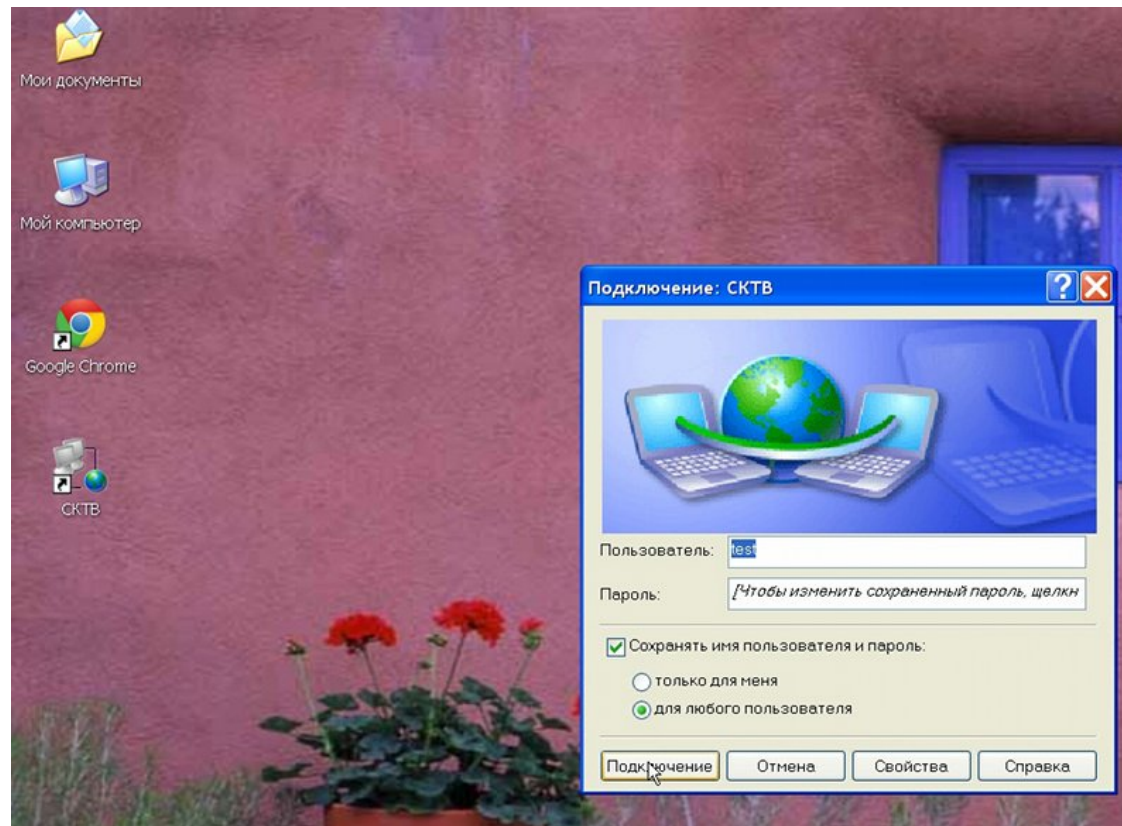 Мои документы
Мой компьютер
Google Chrome
СКТВ
Подключение: СКТВ
Пользователь: test
Пароль: [Чтобы изменить сохраненный пароль, щелкн
Сохранять имя пользователя и пароль:
только для меня
для любого пользователя
Подключение Отмена Свойства Справка